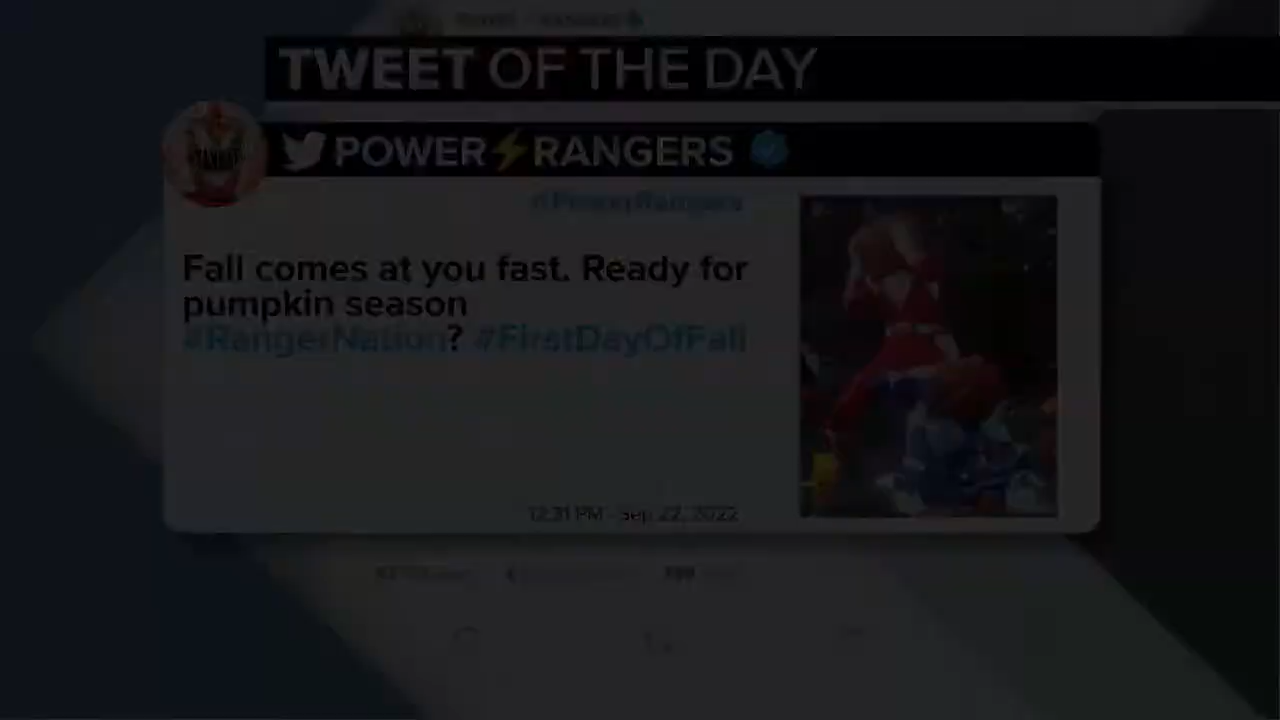 TWEET OF THE DAY
POWER⚡RANGERS
#PowerRangers
Fall comes at you fast. Ready for
pumpkin season
#RangerNation? #FirstDayOfFall
12:31 PM · Sep 22, 2022